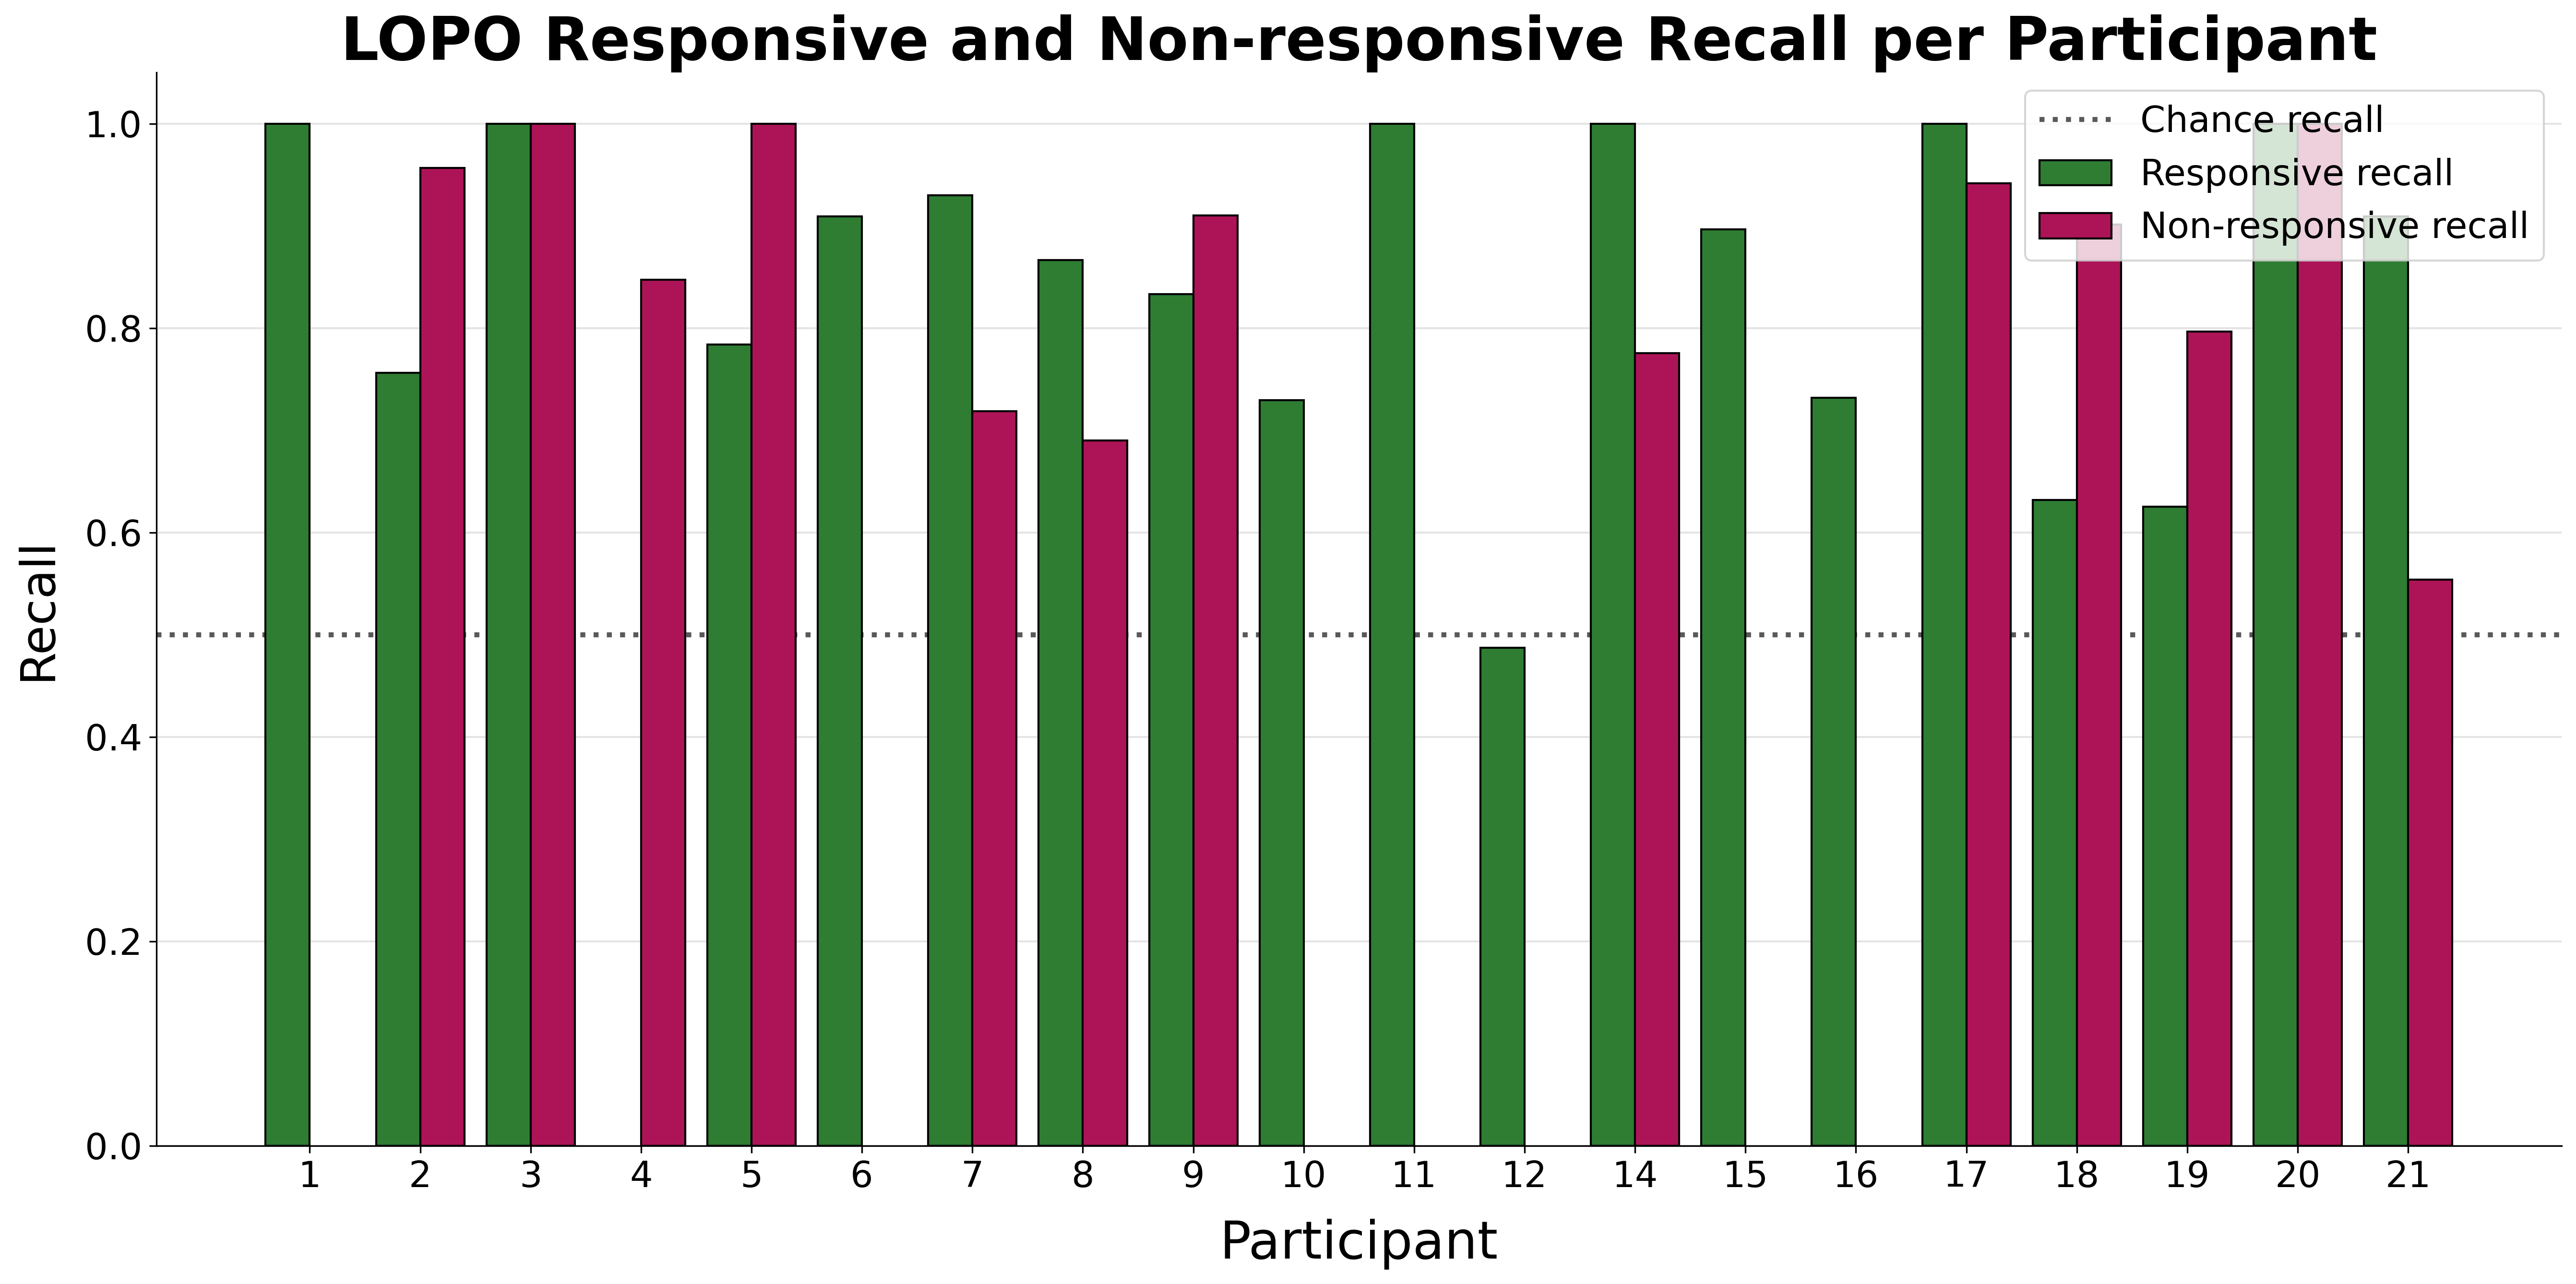 LOPO Responsive and Non-responsive Recall per Participant
Chance recall
Responsive recall
Non-responsive recall
1.0
0.8
0.6
0.4
0.2
0.0
Recall
1 2 3 4 5 6 7 8 9 10 11 12 14 15 16 17 18 19 20 21
Participant